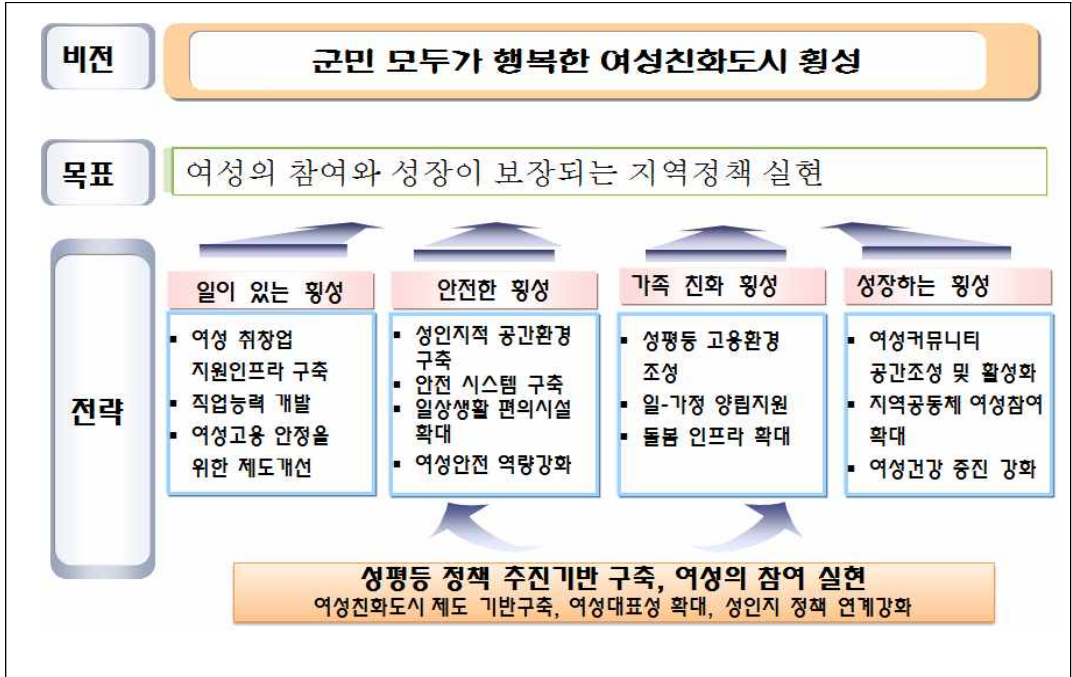 비전
군민 모두가 행복한 여성친화도시 횡성
목표
여성의 참여와 성장이 보장되는 지역정책 실현
전략
일이 있는 횡성
▪ 여성 취창업
지원인프라 구축
▪ 직업능력 개발
▪ 여성고용 안정을
위한 제도개선
안전한 횡성
▪ 성인지적 공간환경
구축
▪ 안전 시스템 구축
▪ 일상생활 편의시설
확대
▪ 여성안전 역량강화
가족 친화 횡성
▪ 성평등 고용환경
조성
▪ 일-가정 양립지원
▪ 돌봄 인프라 확대
성장하는 횡성
▪ 여성커뮤니티
공간조성 및 활성화
▪ 지역공동체 여성참여
확대
▪ 여성건강 증진 강화
성평등 정책 추진기반 구축, 여성의 참여 실현
여성친화도시 제도 기반구축, 여성대표성 확대, 성인지 정책 연계강화